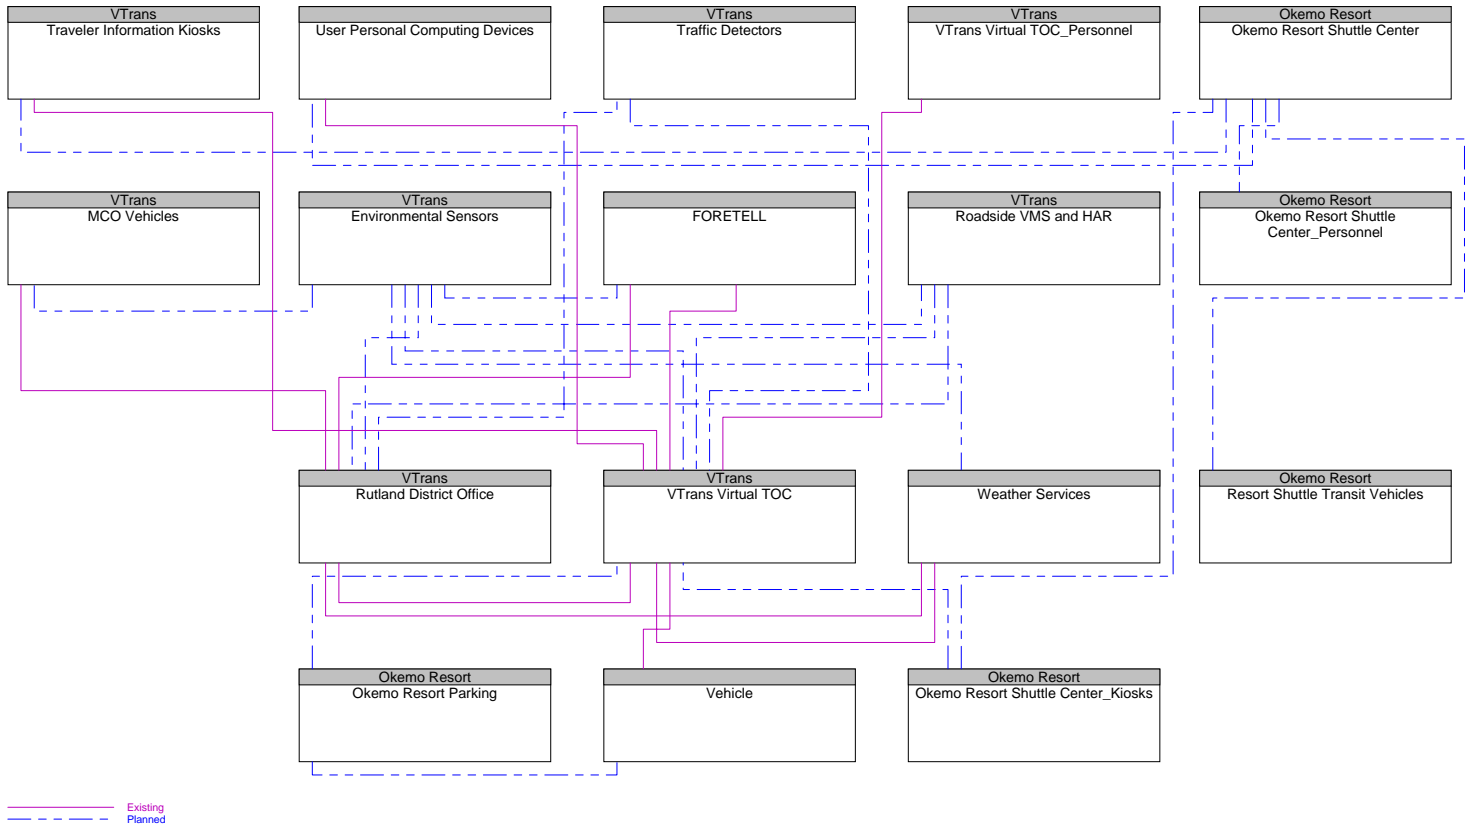 VTrans
Traveler Information Kiosks
VTrans
User Personal Computing Devices
VTrans
Traffic Detectors
VTrans
VTrans Virtual TOC_Personnel
Okemo Resort
Okemo Resort Shuttle Center
VTrans
MCO Vehicles
VTrans
Environmental Sensors
FORETELL
VTrans
Roadside VMS and HAR
Okemo Resort
Okemo Resort Shuttle
Center_Personnel
VTrans
Rutland District Office
VTrans
VTrans Virtual TOC
Weather Services
Okemo Resort
Resort Shuttle Transit Vehicles
Okemo Resort
Okemo Resort Parking
Vehicle
Okemo Resort
Okemo Resort Shuttle Center_Kiosks
Existing
Planned